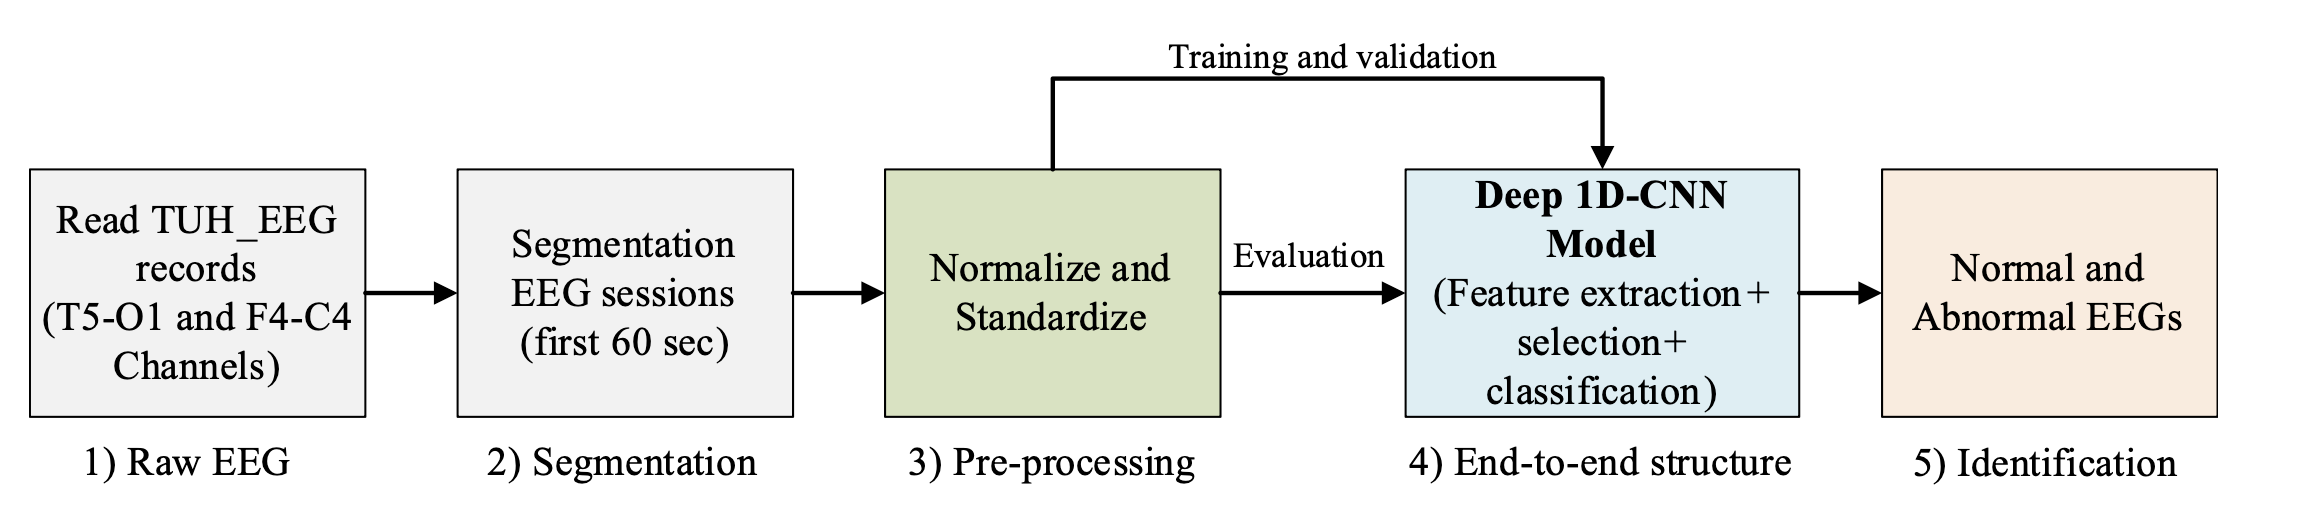 Training and validation
Read TUH_EEG
records
(T5-O1 and F4-C4
Channels)
Segmentation
EEG sessions
(first 60 sec)
Normalize and
Standardize
Evaluation
Deep 1D-CNN
Model
(Feature extraction+
selection+
classification)
Normal and
Abnormal EEGs
1) Raw EEG
2) Segmentation
3) Pre-processing
4) End-to-end structure
5) Identification